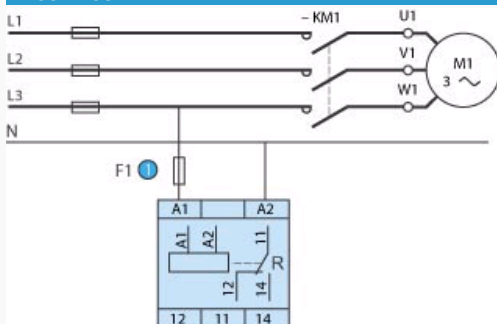 L1 – KM1 U1
L2 V1 M1
3
L3 W1
N
F1 1
A1 A2
A1 A2 11
R
12 14
12 11 14